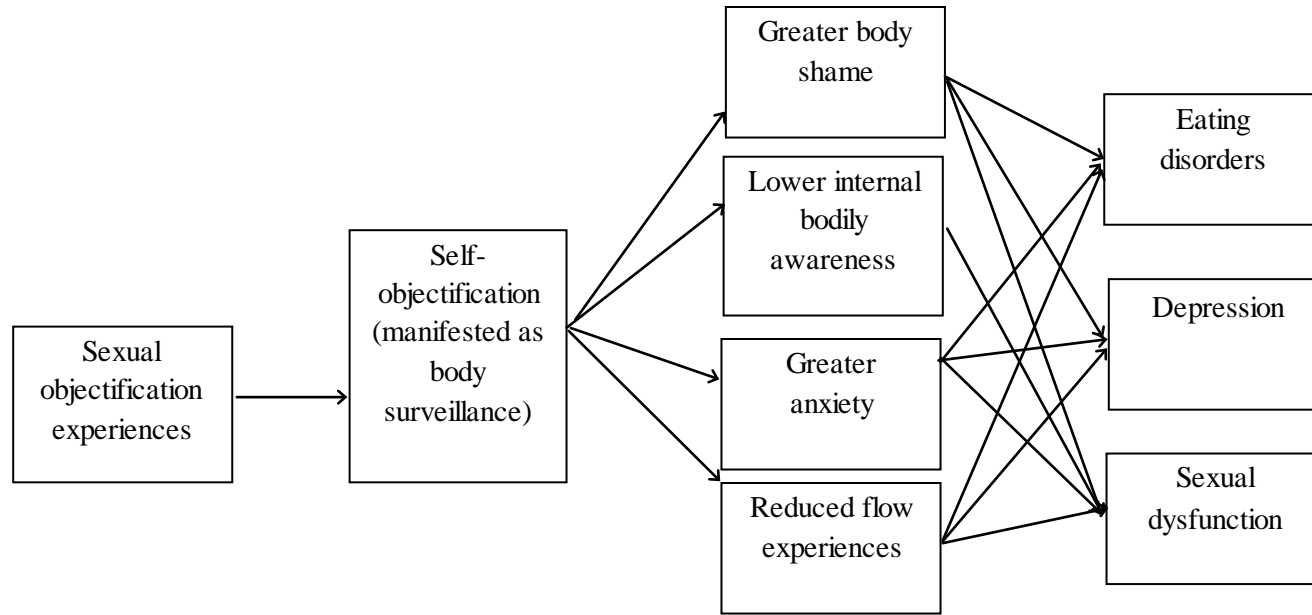 Sexual
objectification
experiences
Self-
objectification
(manifested as
body
surveillance)
Greater body
shame
Lower internal
bodily
awareness
Greater
anxiety
Reduced flow
experiences
Eating
disorders
Depression
Sexual
dysfunction